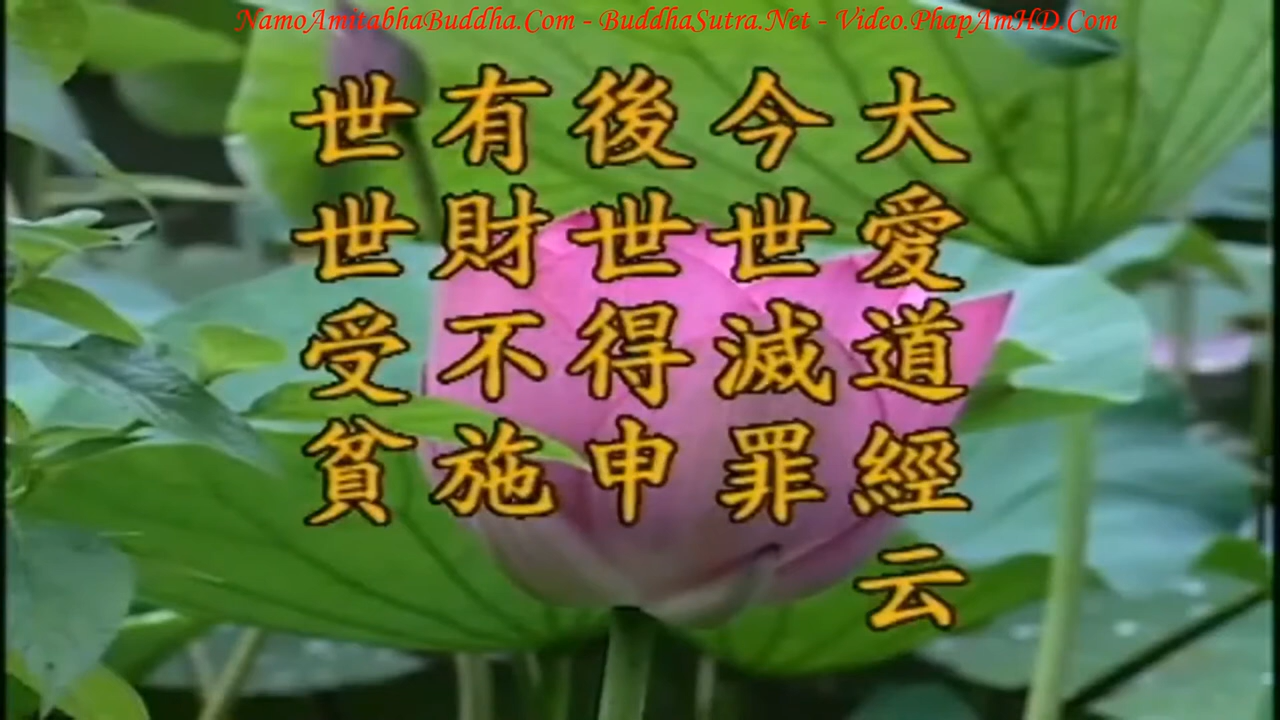 NamoAmitabhaBuddha.Com - BuddhaSutra.Net - Video.PhapAmHD.Com
大愛道經云
今世滅罪
後世得申
有財不施
世世受貧